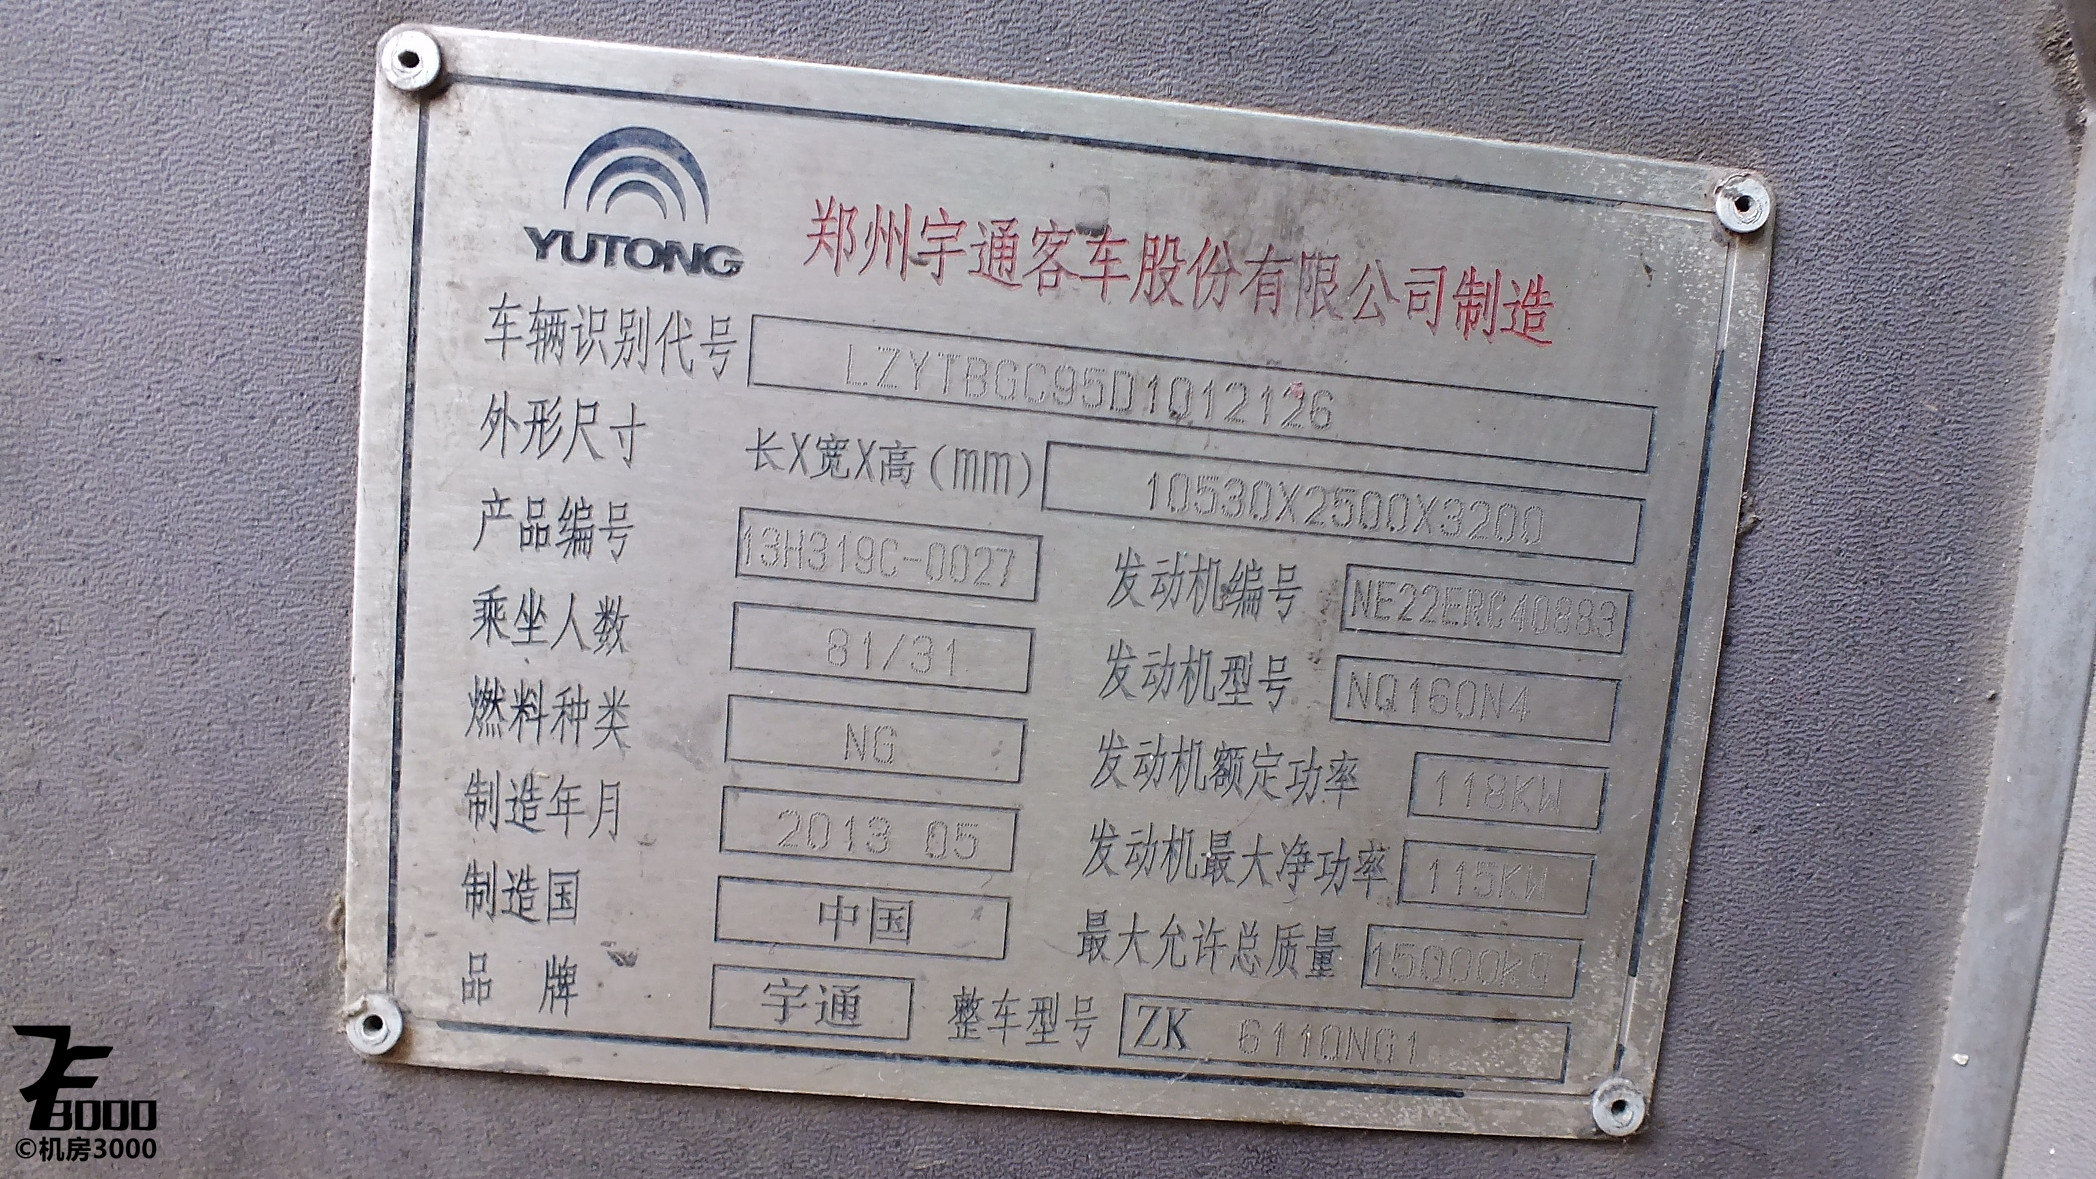 YUTONG
郑州宇通客车股份有限公司制造
车辆识别代号 LZYTBGC95D1012126
外形尺寸 长X宽X高(mm) 10530X2500X3200
产品编号 13H319C-0027 发动机编号 NE22ERC40883
乘坐人数 81/31 发动机型号 NQ160N4
燃料种类 NG 发动机额定功率 118KW
制造年月 2013 05 发动机最大净功率 115KW
制造国 中国 最大允许总质量 15000kg
品 牌 宇通 整车型号 ZK 6110NG1
3000
©机房3000